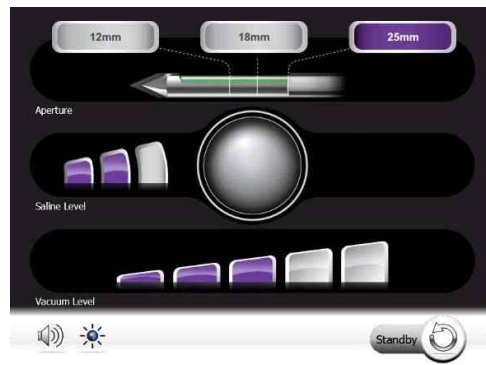 12mm 18mm 25mm
Aperture
Saline Level
Vacuum Level
Standby